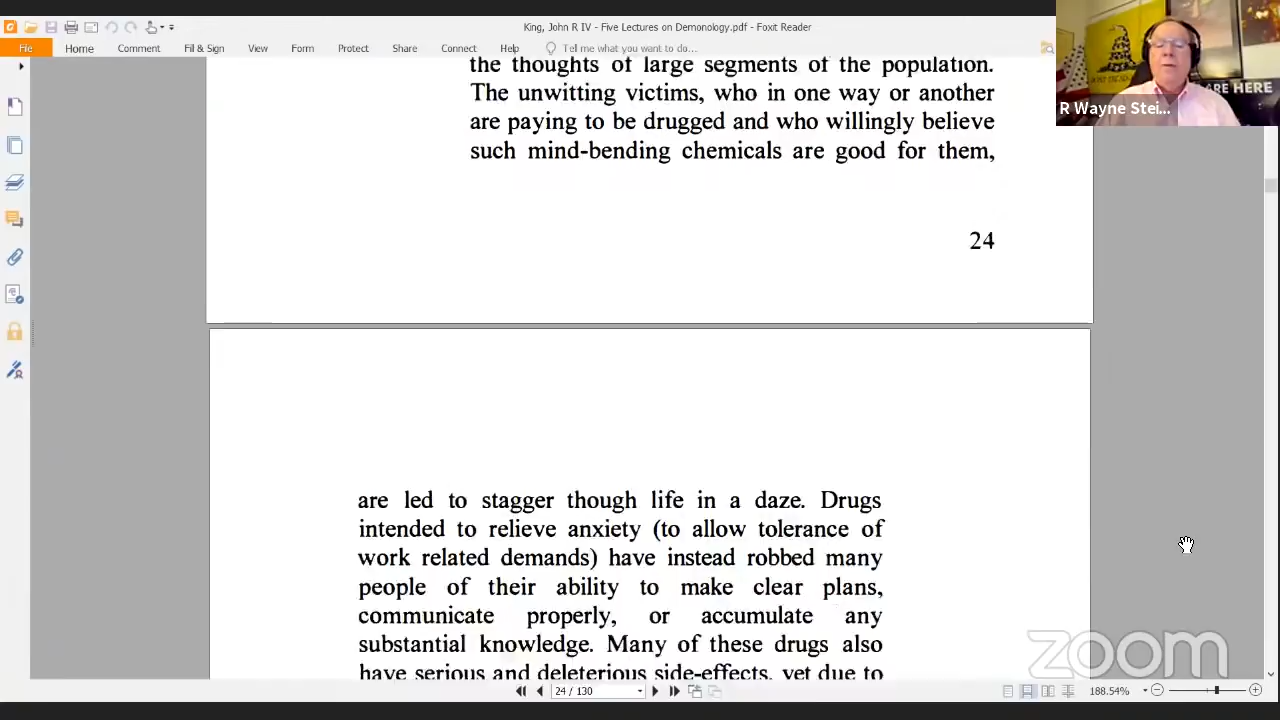 King, John R IV - Five Lectures on Demonology.pdf - Foxit Reader
File Home Comment Fill & Sign View Form Protect Share Connect Help Tell me what you want to do...
ARE HERE
R Wayne Stei...
the thoughts of large segments of the population.
The unwitting victims, who in one way or another
are paying to be drugged and who willingly believe
such mind-bending chemicals are good for them,
24
are led to stagger though life in a daze. Drugs
intended to relieve anxiety (to allow tolerance of
work related demands) have instead robbed many
people of their ability to make clear plans,
communicate properly, or accumulate any
substantial knowledge. Many of these drugs also
have serious and deleterious side-effects, yet due to
zoom
24 / 130
188.54%